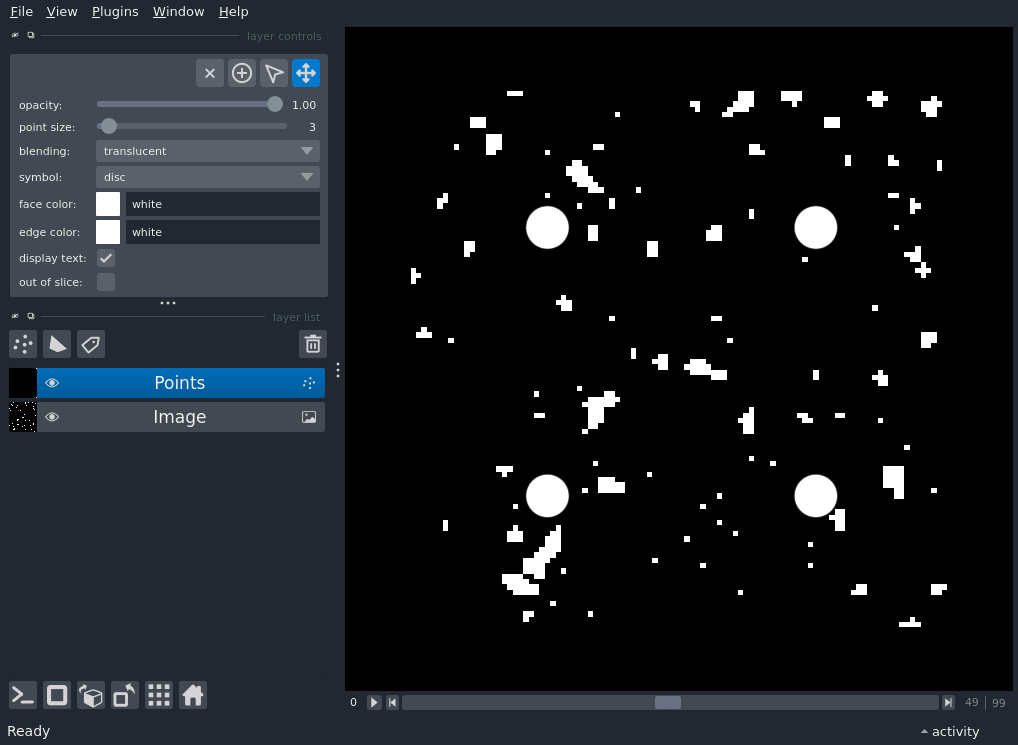 File View Plugins Window Help
layer controls
opacity: 1.00
point size: 3
blending: translucent
symbol: disc
face color: white
edge color: white
display text:
out of slice:
layer list
Points
Image
0 49 | 99
Ready activity